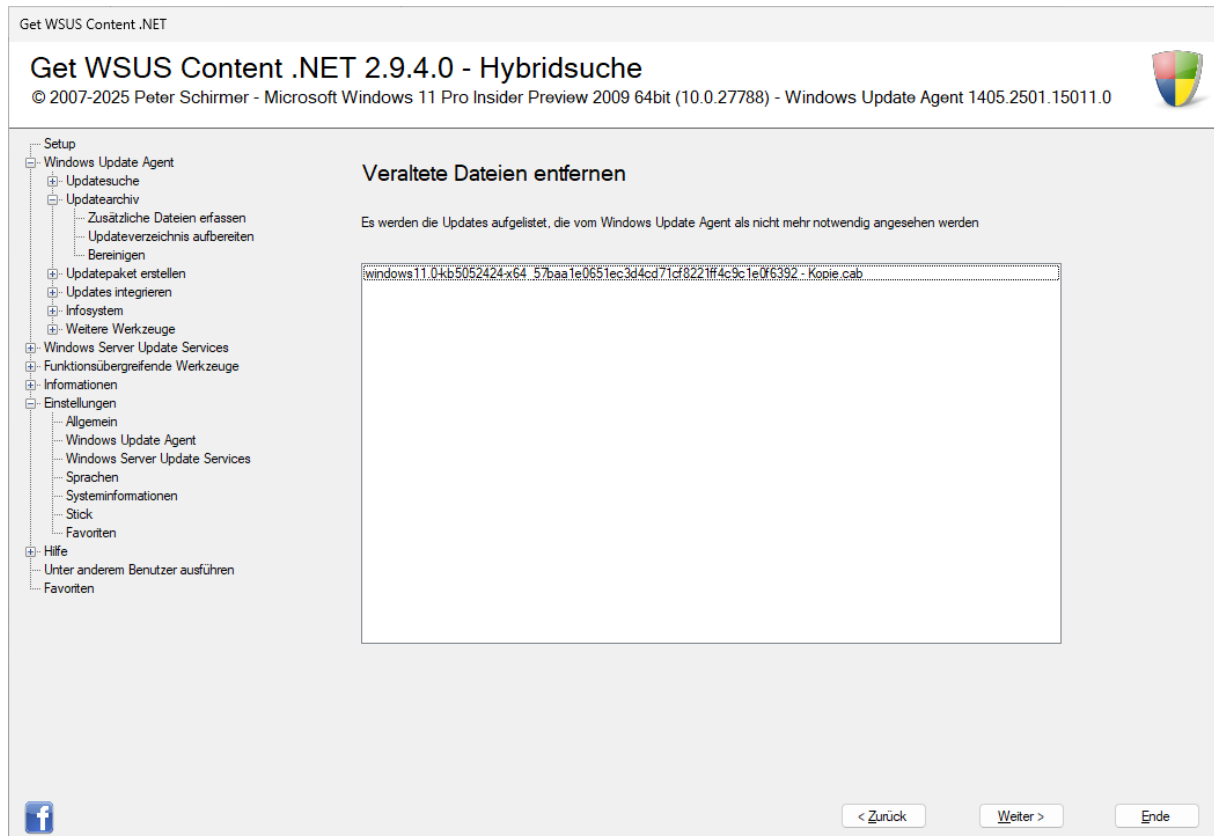 Get WSUS Content .NET
Get WSUS Content .NET 2.9.4.0 - Hybridsuche
© 2007-2025 Peter Schirmer - Microsoft Windows 11 Pro Insider Preview 2009 64bit (10.0.27788) - Windows Update Agent 1405.2501.15011.0
Setup
Windows Update Agent
Updatesuche
Updatearchiv
Zusätzliche Dateien erfassen
Updateverzeichnis aufbereiten
Bereinigen
Updatepaket erstellen
Updates integrieren
Infosystem
Weitere Werkzeuge
Windows Server Update Services
Funktionsübergreifende Werkzeuge
Informationen
Einstellungen
Allgemein
Windows Update Agent
Windows Server Update Services
Sprachen
Systeminformationen
Stick
Favoriten
Hilfe
Unter anderem Benutzer ausführen
Favoriten
Veraltete Dateien entfernen
Es werden die Updates aufgelistet, die vom Windows Update Agent als nicht mehr notwendig angesehen werden
windows11.0-kb5052424-x64_57baa1e0651ec3d4cd71cf8221ff4c9c1e0f6392 - Kopie.cab
< Zurück
Weiter >
Ende